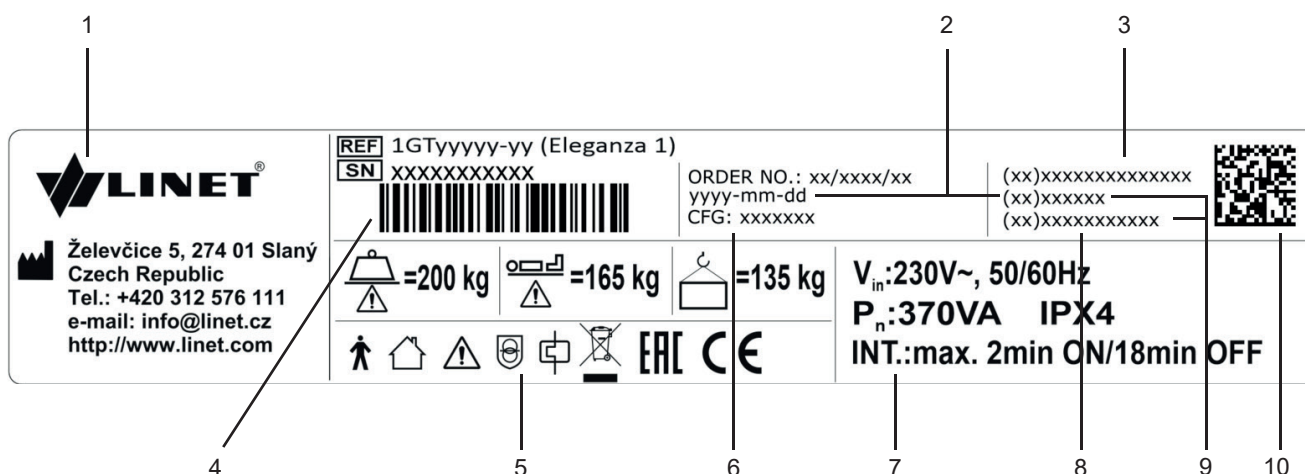 1
2
3
LINET®
Želevčice 5, 274 01 Slaný
Czech Republic
Tel.: +420 312 576 111
e-mail: info@linet.cz
http://www.linet.com
REF 1GTyyyyy-yy (Eleganza 1)
SN xxxxxxxxxxx
ORDER NO.: xx/xxxx/xx
yyyy-mm-dd
CFG: xxxxxxx
(xx)xxxxxxxxxxxxxx
(xx)xxxxxx
(xx)xxxxxxxxxxx
=200 kg
=165 kg
=135 kg
Vin:230V~, 50/60Hz
Pn:370VA IPX4
INT.:max. 2min ON/18min OFF
EAC CE
4
5
6
7
8
9
10